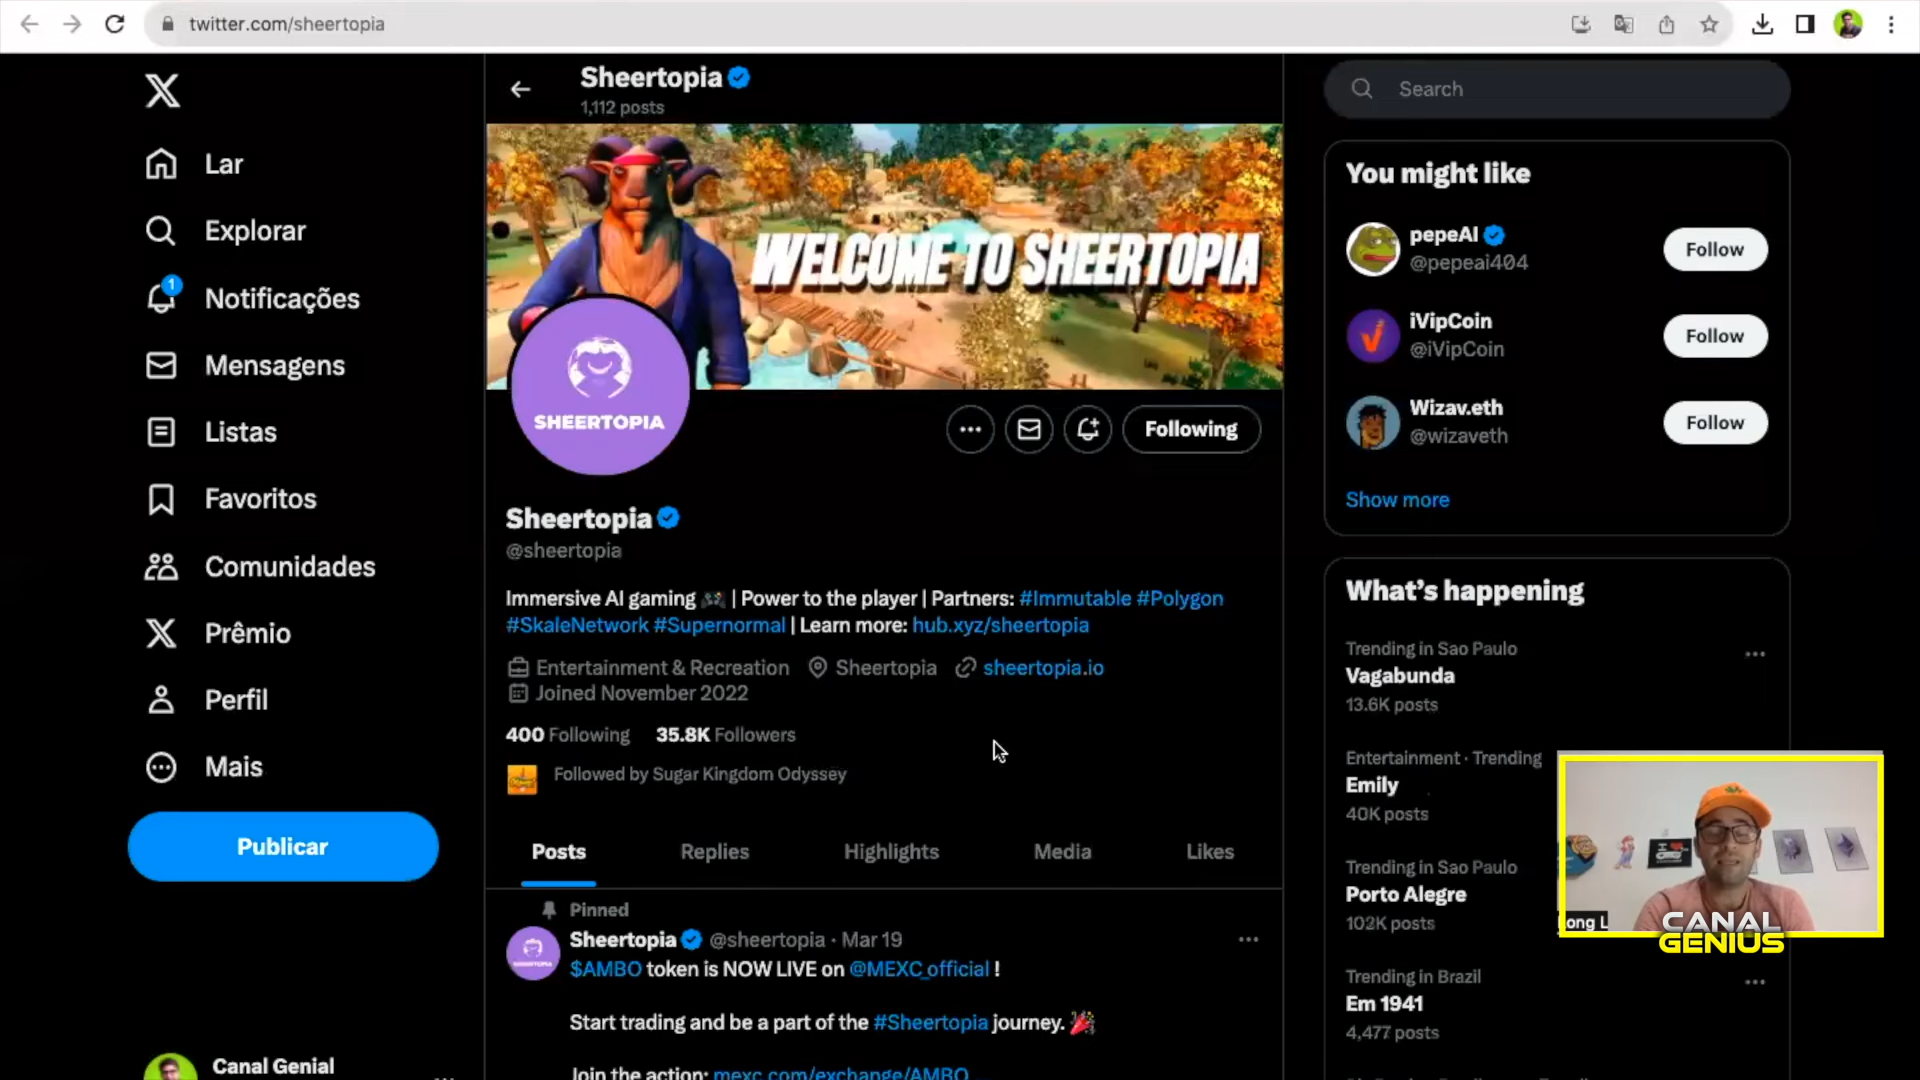 twitter.com/sheertopia
Lar
Explorar
1
Notificações
Mensagens
Listas
Favoritos
Comunidades
Prêmio
Perfil
Mais
Publicar
Canal Genial
Sheertopia
1,112 posts
WELCOME TO SHEERTOPIA
SHEERTOPIA
Following
Sheertopia
@sheertopia
Immersive AI gaming 🎮 | Power to the player | Partners: #Immutable #Polygon
#SkaleNetwork #Supernormal | Learn more: hub.xyz/sheertopia
Entertainment & Recreation Sheertopia sheertopia.io
Joined November 2022
400 Following 35.8K Followers
Followed by Sugar Kingdom Odyssey
Posts Replies Highlights Media Likes
Pinned
Sheertopia @sheertopia · Mar 19
$AMBO token is NOW LIVE on @MEXC_official !
Start trading and be a part of the #Sheertopia journey. 🎉
Join the action: mexc.com/exchange/AMBO
Search
You might like
pepeAI
@pepeai404
Follow
iVipCoin
@iVipCoin
Follow
Wizav.eth
@wizaveth
Follow
Show more
What's happening
Trending in Sao Paulo
Vagabunda
13.6K posts
Entertainment · Trending
Emily
40K posts
Trending in Sao Paulo
Porto Alegre
102K posts
Trending in Brazil
Em 1941
4,477 posts
CANAL
GENIUS